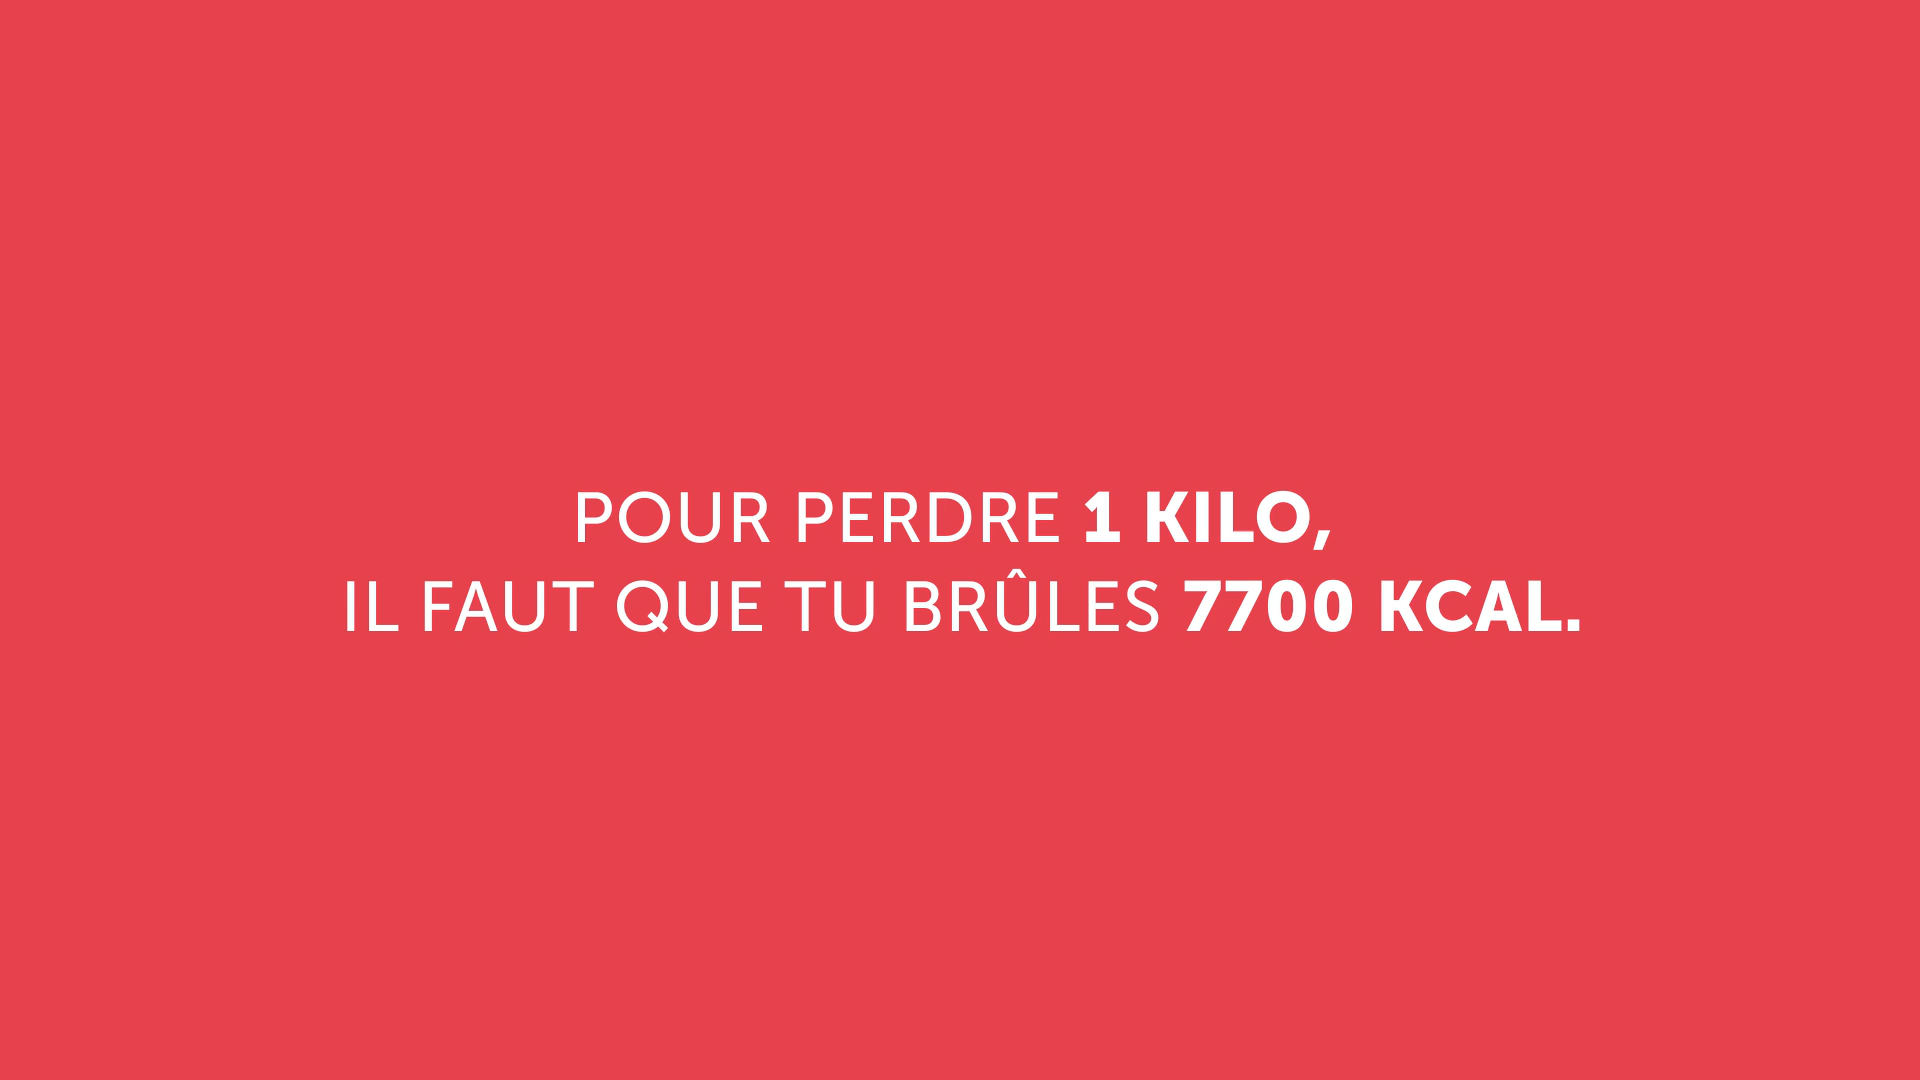 POUR PERDRE 1 KILO,
IL FAUT QUE TU BRÛLES 7700 KCAL.